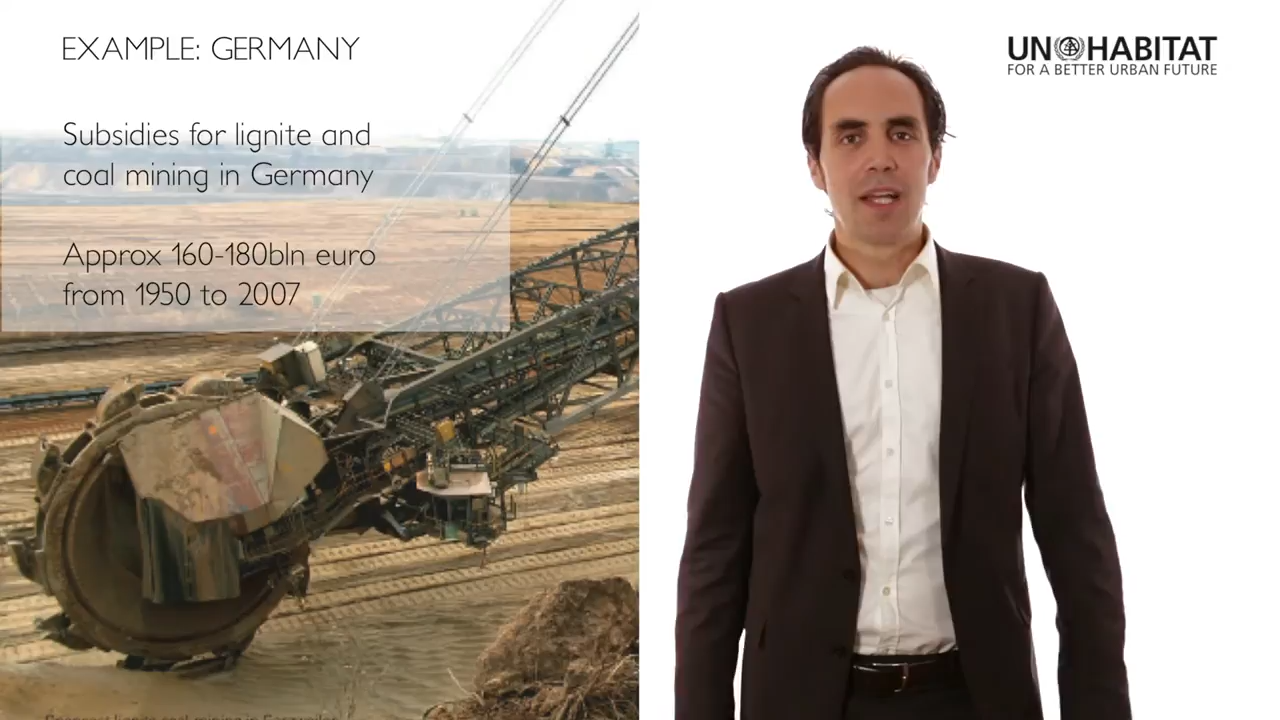 EXAMPLE: GERMANY
Subsidies for lignite and
coal mining in Germany
Approx 160-180bln euro
from 1950 to 2007
UN HABITAT
FOR A BETTER URBAN FUTURE